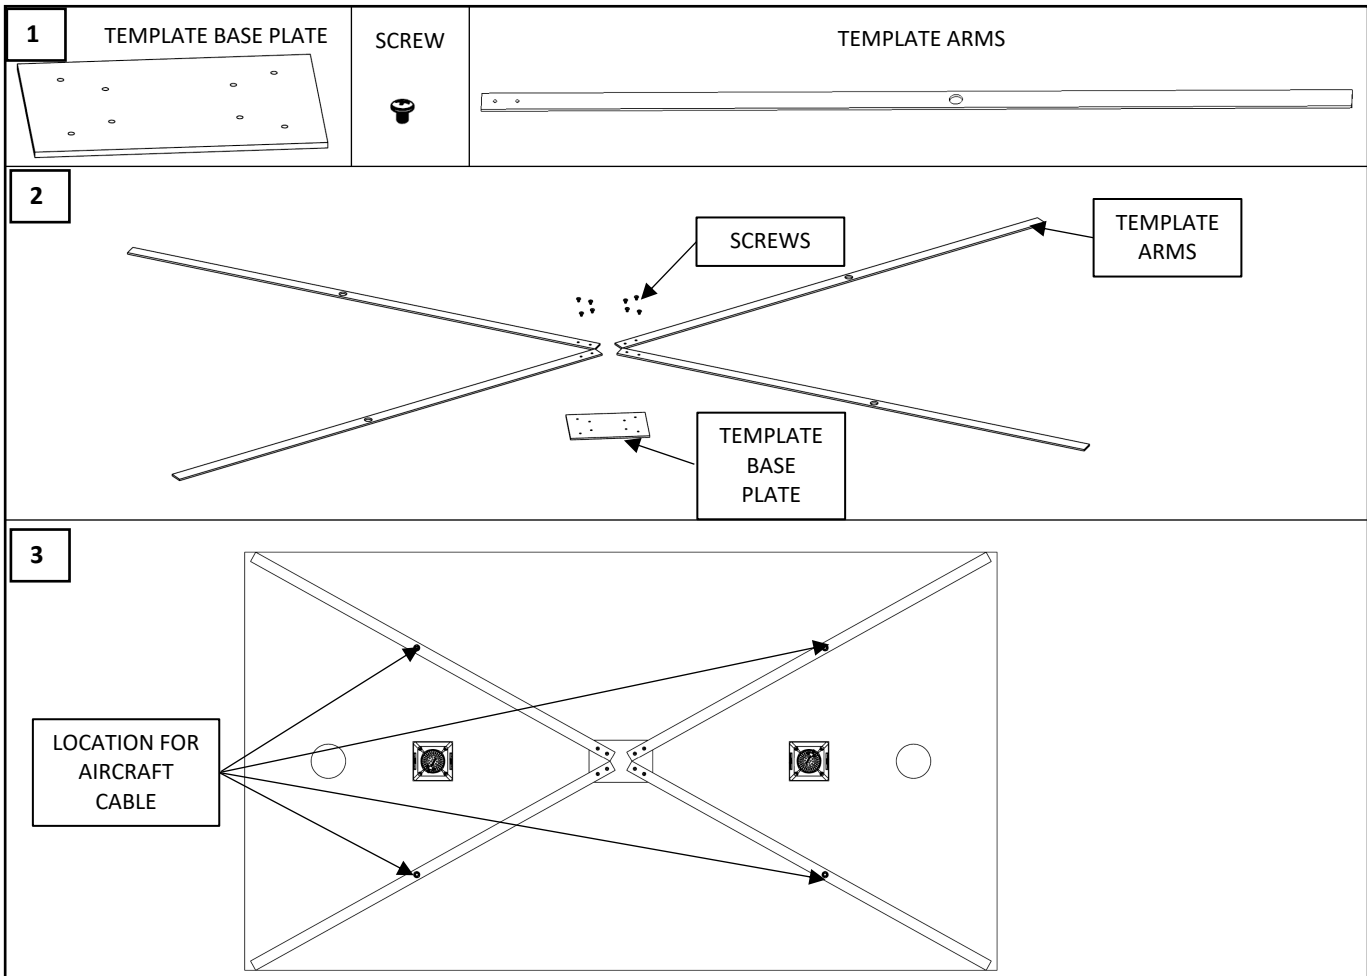 1
TEMPLATE BASE PLATE
SCREW
TEMPLATE ARMS
2
SCREWS
TEMPLATE
ARMS
TEMPLATE
BASE
PLATE
3
LOCATION FOR
AIRCRAFT
CABLE